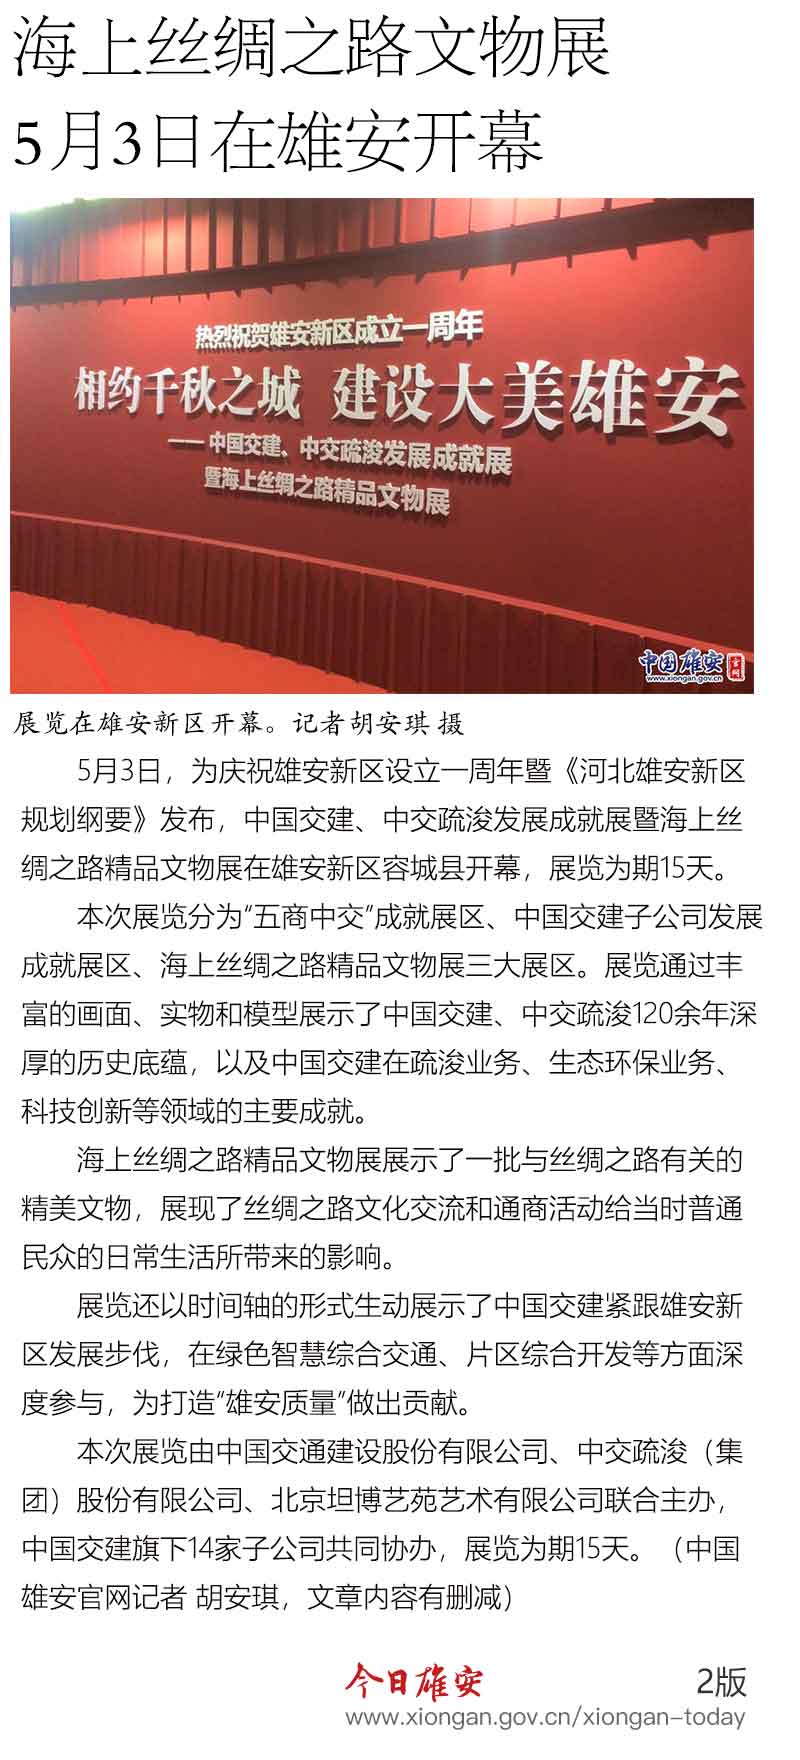 海上丝绸之路文物展
5月3日在雄安开幕
热烈祝贺雄安新区成立一周年
相约千秋之城 建设大美雄安
——中国交建、中交疏浚发展成就展
暨海上丝绸之路精品文物展
中国雄安 官网
www.xiongan.gov.cn
展览在雄安新区开幕。记者胡安琪 摄
5月3日，为庆祝雄安新区设立一周年暨《河北雄安新区
规划纲要》发布，中国交建、中交疏浚发展成就展暨海上丝
绸之路精品文物展在雄安新区容城县开幕，展览为期15天。
本次展览分为“五商中交”成就展区、中国交建子公司发展
成就展区、海上丝绸之路精品文物展三大展区。展览通过丰
富的画面、实物和模型展示了中国交建、中交疏浚120余年深
厚的历史底蕴，以及中国交建在疏浚业务、生态环保业务、
科技创新等领域的主要成就。
海上丝绸之路精品文物展展示了一批与丝绸之路有关的
精美文物，展现了丝绸之路文化交流和通商活动给当时普通
民众的日常生活所带来的影响。
展览还以时间轴的形式生动展示了中国交建紧跟雄安新
区发展步伐，在绿色智慧综合交通、片区综合开发等方面深
度参与，为打造“雄安质量”做出贡献。
本次展览由中国交通建设股份有限公司、中交疏浚（集
团）股份有限公司、北京坦博艺苑艺术有限公司联合主办，
中国交建旗下14家子公司共同协办，展览为期15天。（中国
雄安官网记者 胡安琪，文章内容有删减）
今日雄安 2版
www.xiongan.gov.cn/xiongan-today